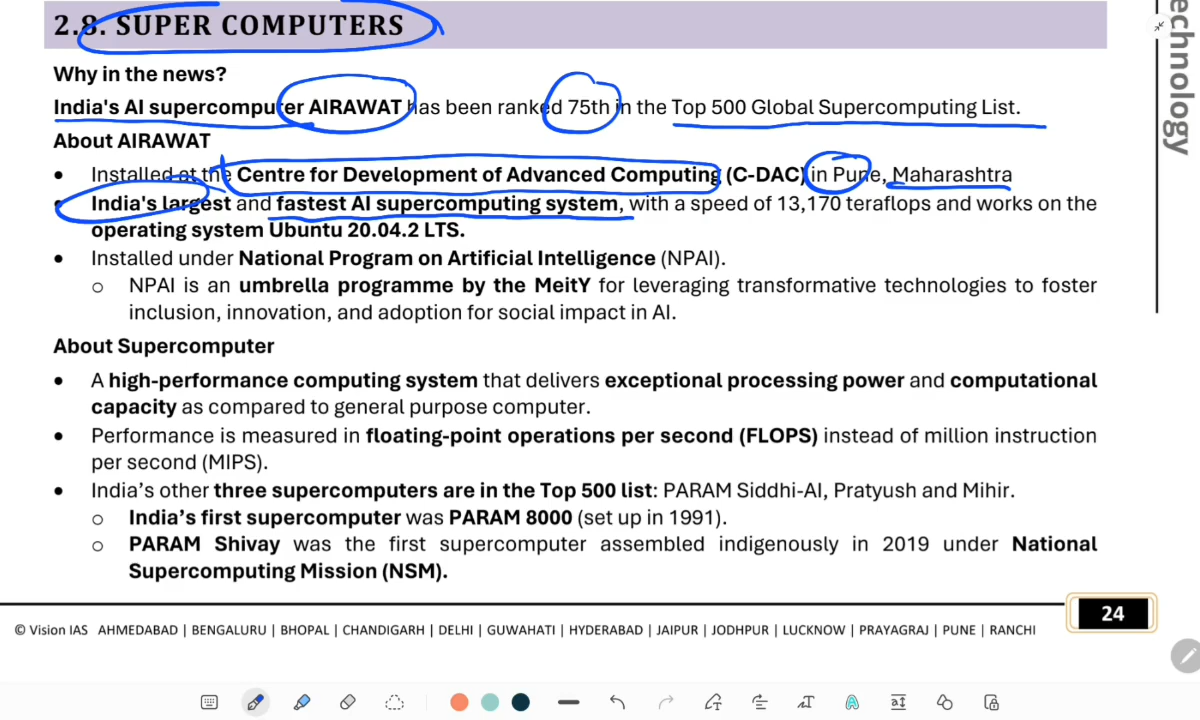 2.8. SUPER COMPUTERS
Why in the news?
India's AI supercomputer AIRAWAT has been ranked 75th in the Top 500 Global Supercomputing List.
About AIRAWAT
• Installed at the Centre for Development of Advanced Computing (C-DAC) in Pune, Maharashtra
• India's largest and fastest AI supercomputing system, with a speed of 13,170 teraflops and works on the
operating system Ubuntu 20.04.2 LTS.
• Installed under National Program on Artificial Intelligence (NPAI).
o NPAI is an umbrella programme by the MeitY for leveraging transformative technologies to foster
inclusion, innovation, and adoption for social impact in AI.
About Supercomputer
• A high-performance computing system that delivers exceptional processing power and computational
capacity as compared to general purpose computer.
• Performance is measured in floating-point operations per second (FLOPS) instead of million instruction
per second (MIPS).
• India’s other three supercomputers are in the Top 500 list: PARAM Siddhi-AI, Pratyush and Mihir.
o India’s first supercomputer was PARAM 8000 (set up in 1991).
o PARAM Shivay was the first supercomputer assembled indigenously in 2019 under National
Supercomputing Mission (NSM).
24
© Vision IAS AHMEDABAD | BENGALURU | BHOPAL | CHANDIGARH | DELHI | GUWAHATI | HYDERABAD | JAIPUR | JODHPUR | LUCKNOW | PRAYAGRAJ | PUNE | RANCHI